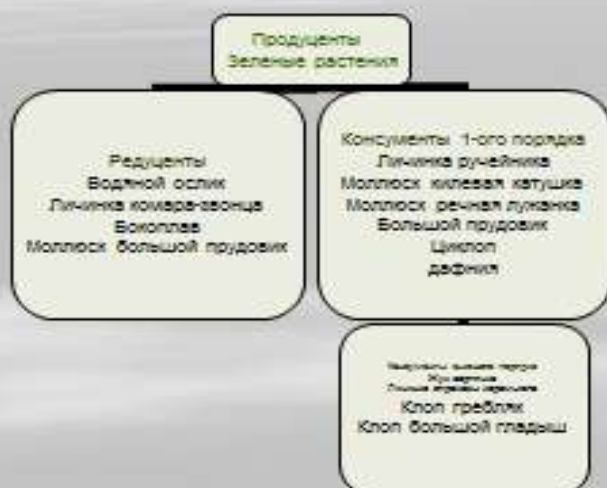 Продуценты
Зеленые растения
Редуценты
Водяной ослик
Личинка комара-звонца
Бокоплав
Моллюск большой прудовик
Консументы 1-ого порядка
Личинка ручейника
Моллюск килевая катушка
Моллюск речная лужанка
Большой прудовик
Циклоп
дафния
Клоп гребляк
Клоп большой гладыш